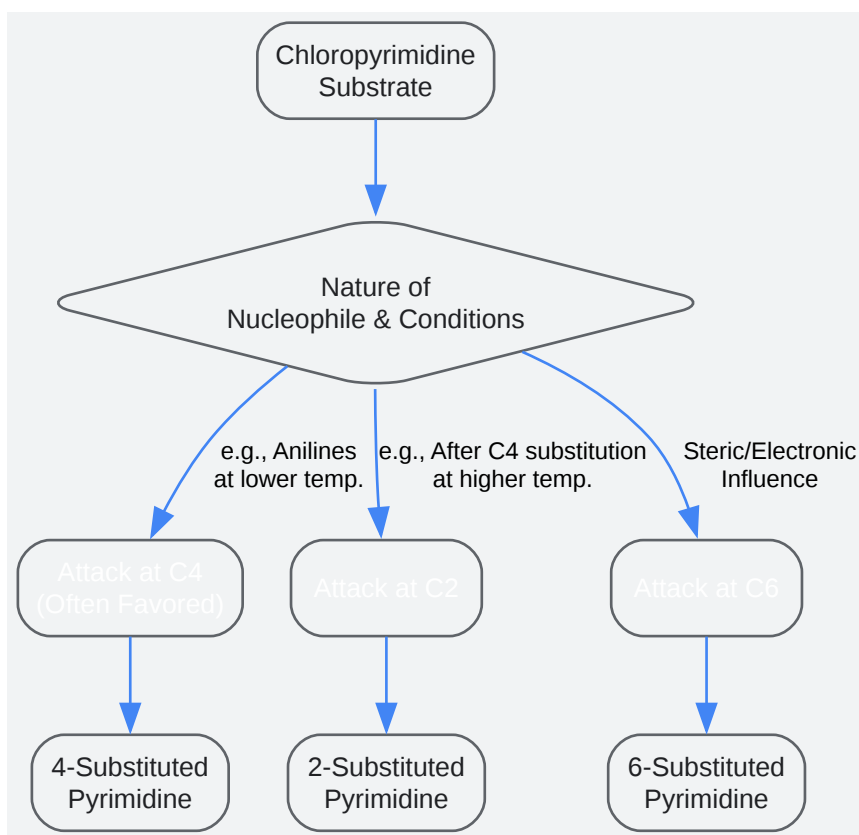 Chloropyrimidine
Substrate
Nature of
Nucleophile & Conditions
e.g., Anilines
at lower temp.
e.g., After C4 substitution
at higher temp.
Steric/Electronic
Influence
Attack at C4
(Often Favored)
Attack at C2
Attack at C6
4-Substituted
Pyrimidine
2-Substituted
Pyrimidine
6-Substituted
Pyrimidine